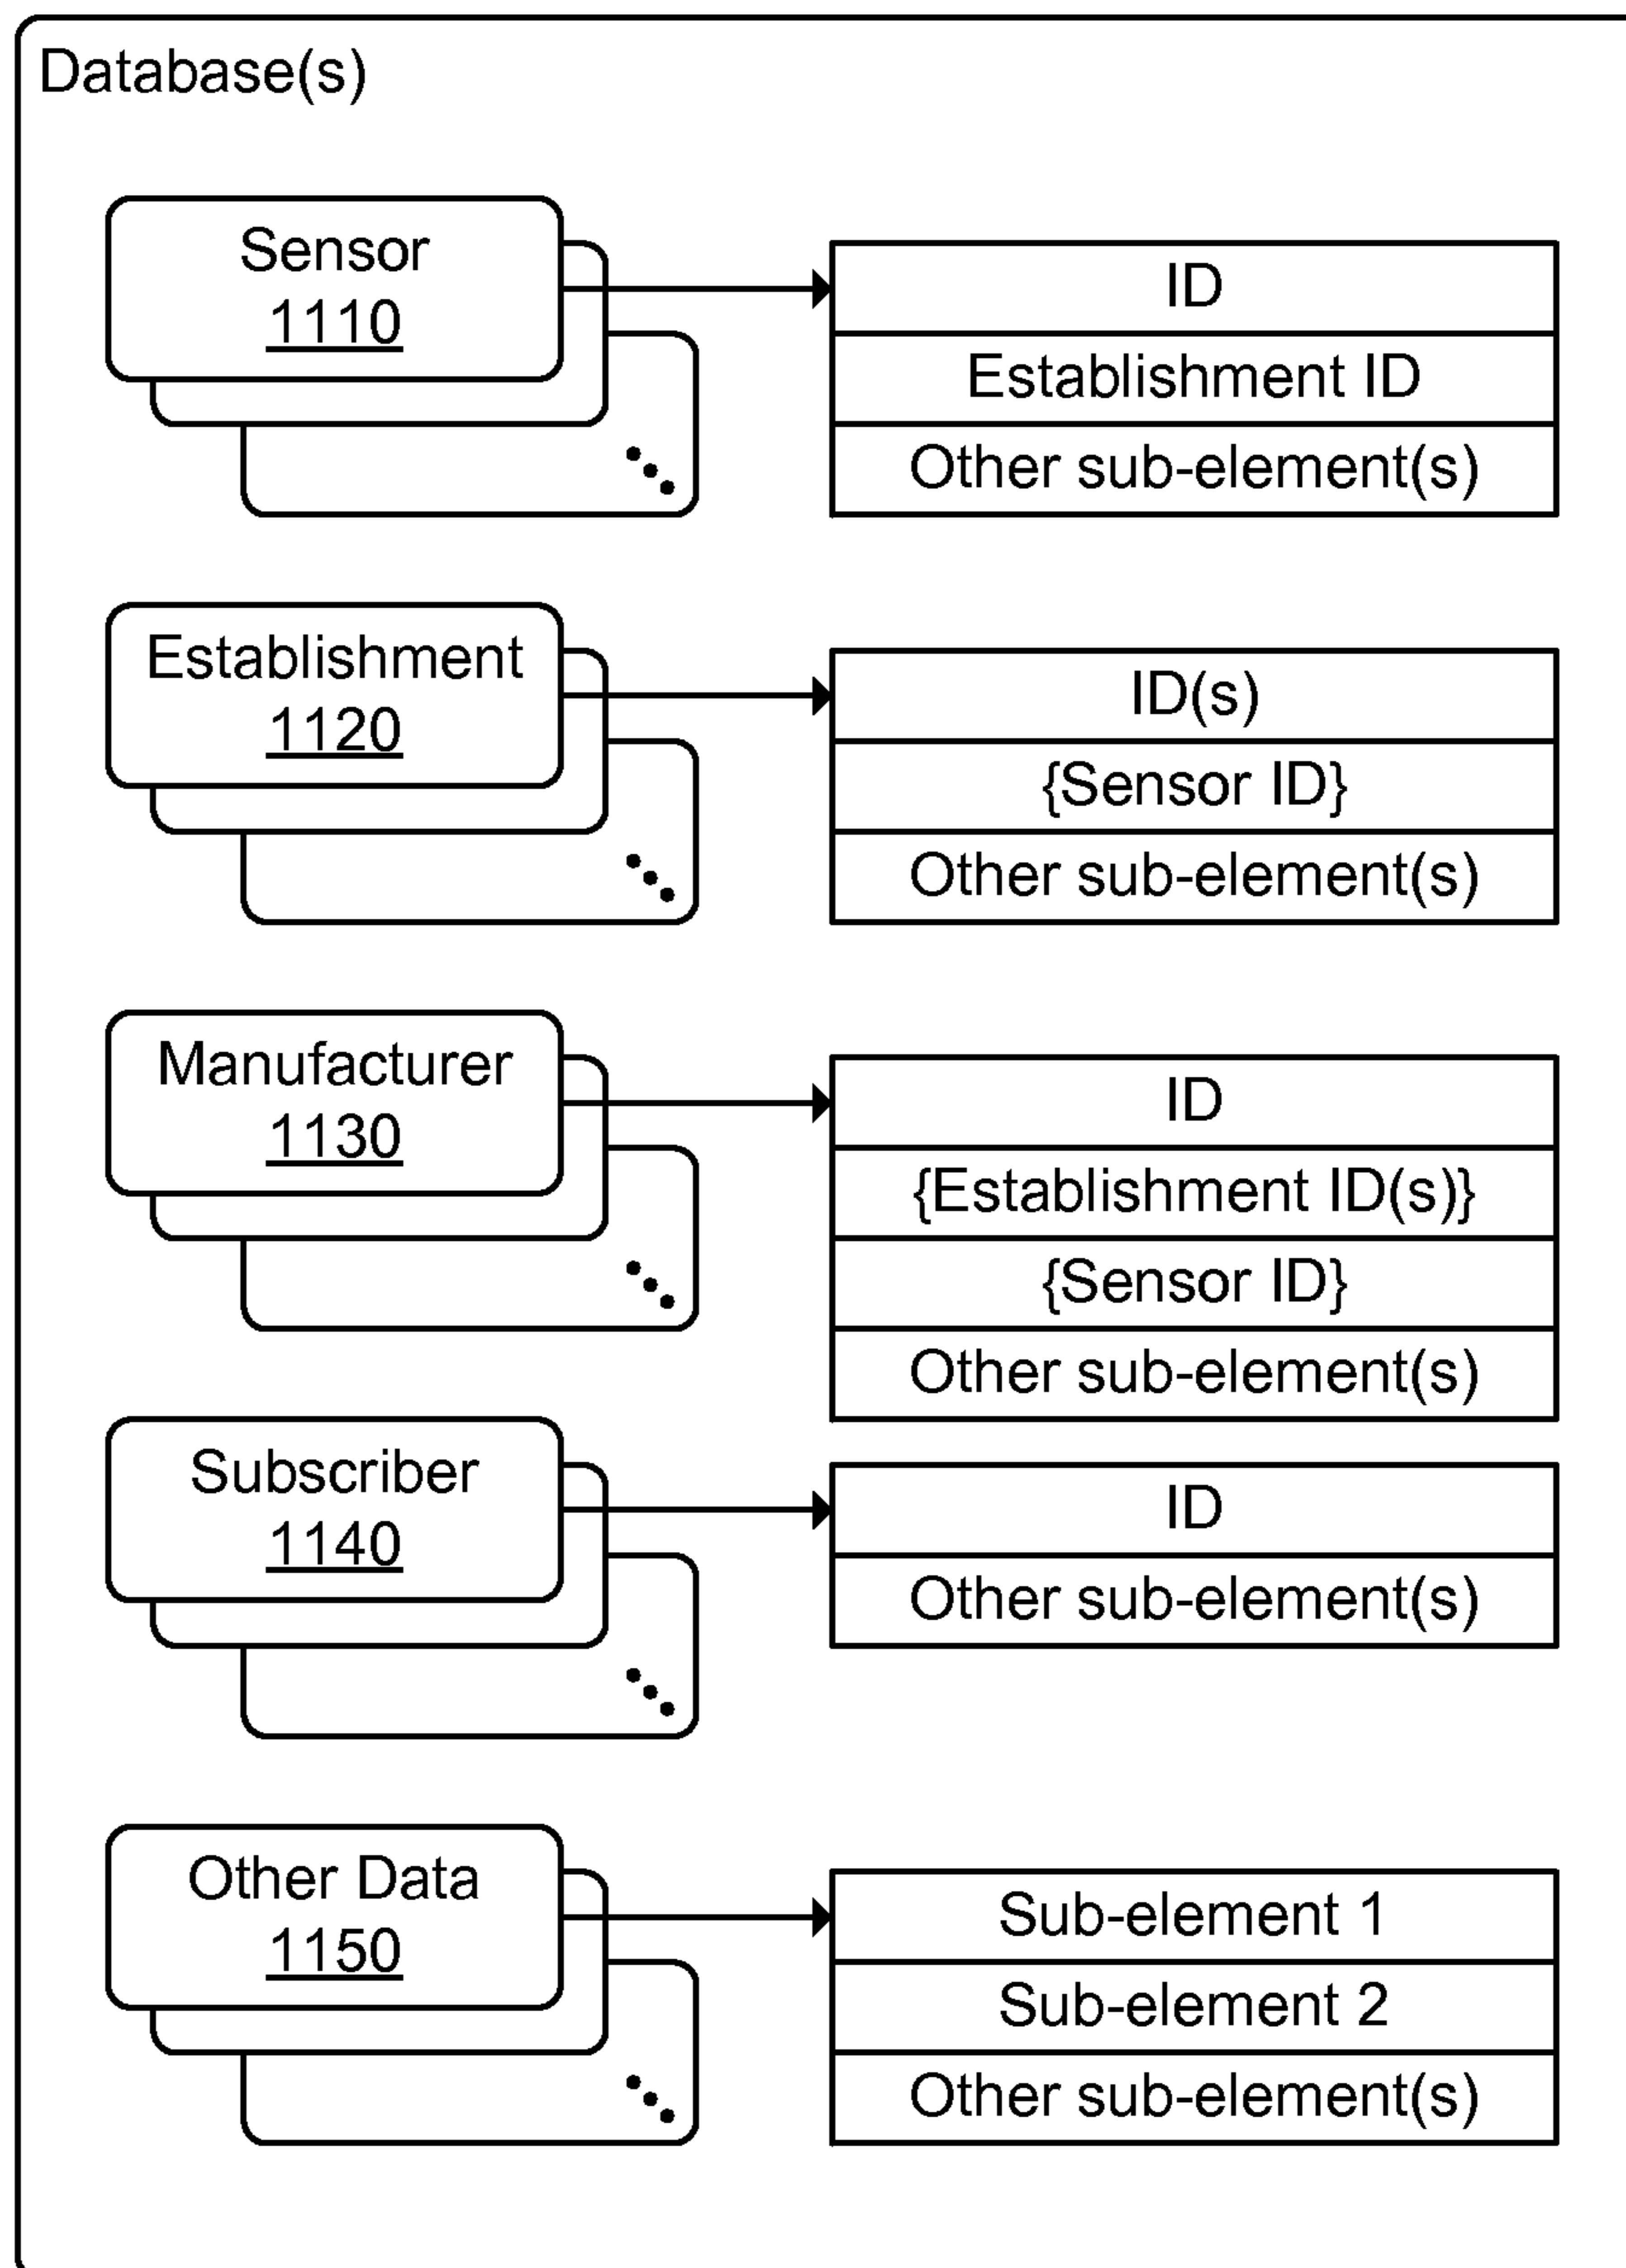 Database(s)
Sensor
1110
ID
Establishment ID
Other sub-element(s)
Establishment
1120
ID(s)
{Sensor ID}
Other sub-element(s)
Manufacturer
1130
ID
{Establishment ID(s)}
{Sensor ID}
Other sub-element(s)
Subscriber
1140
ID
Other sub-element(s)
Other Data
1150
Sub-element 1
Sub-element 2
Other sub-element(s)